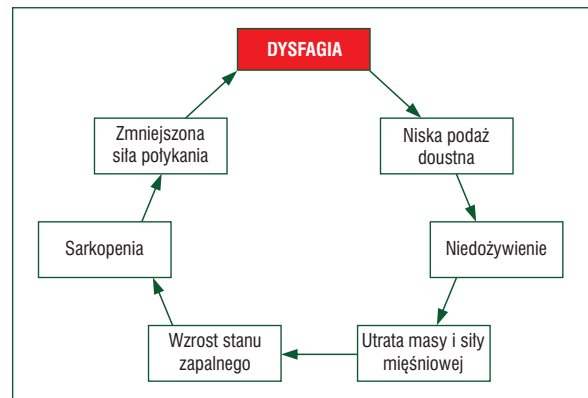 DYSFAGIA
Niska podaż
doustna
Niedożywienie
Utrata masy i siły
mięśniowej
Wzrost stanu
zapalnego
Sarkopenia
Zmniejszona
siła połykania